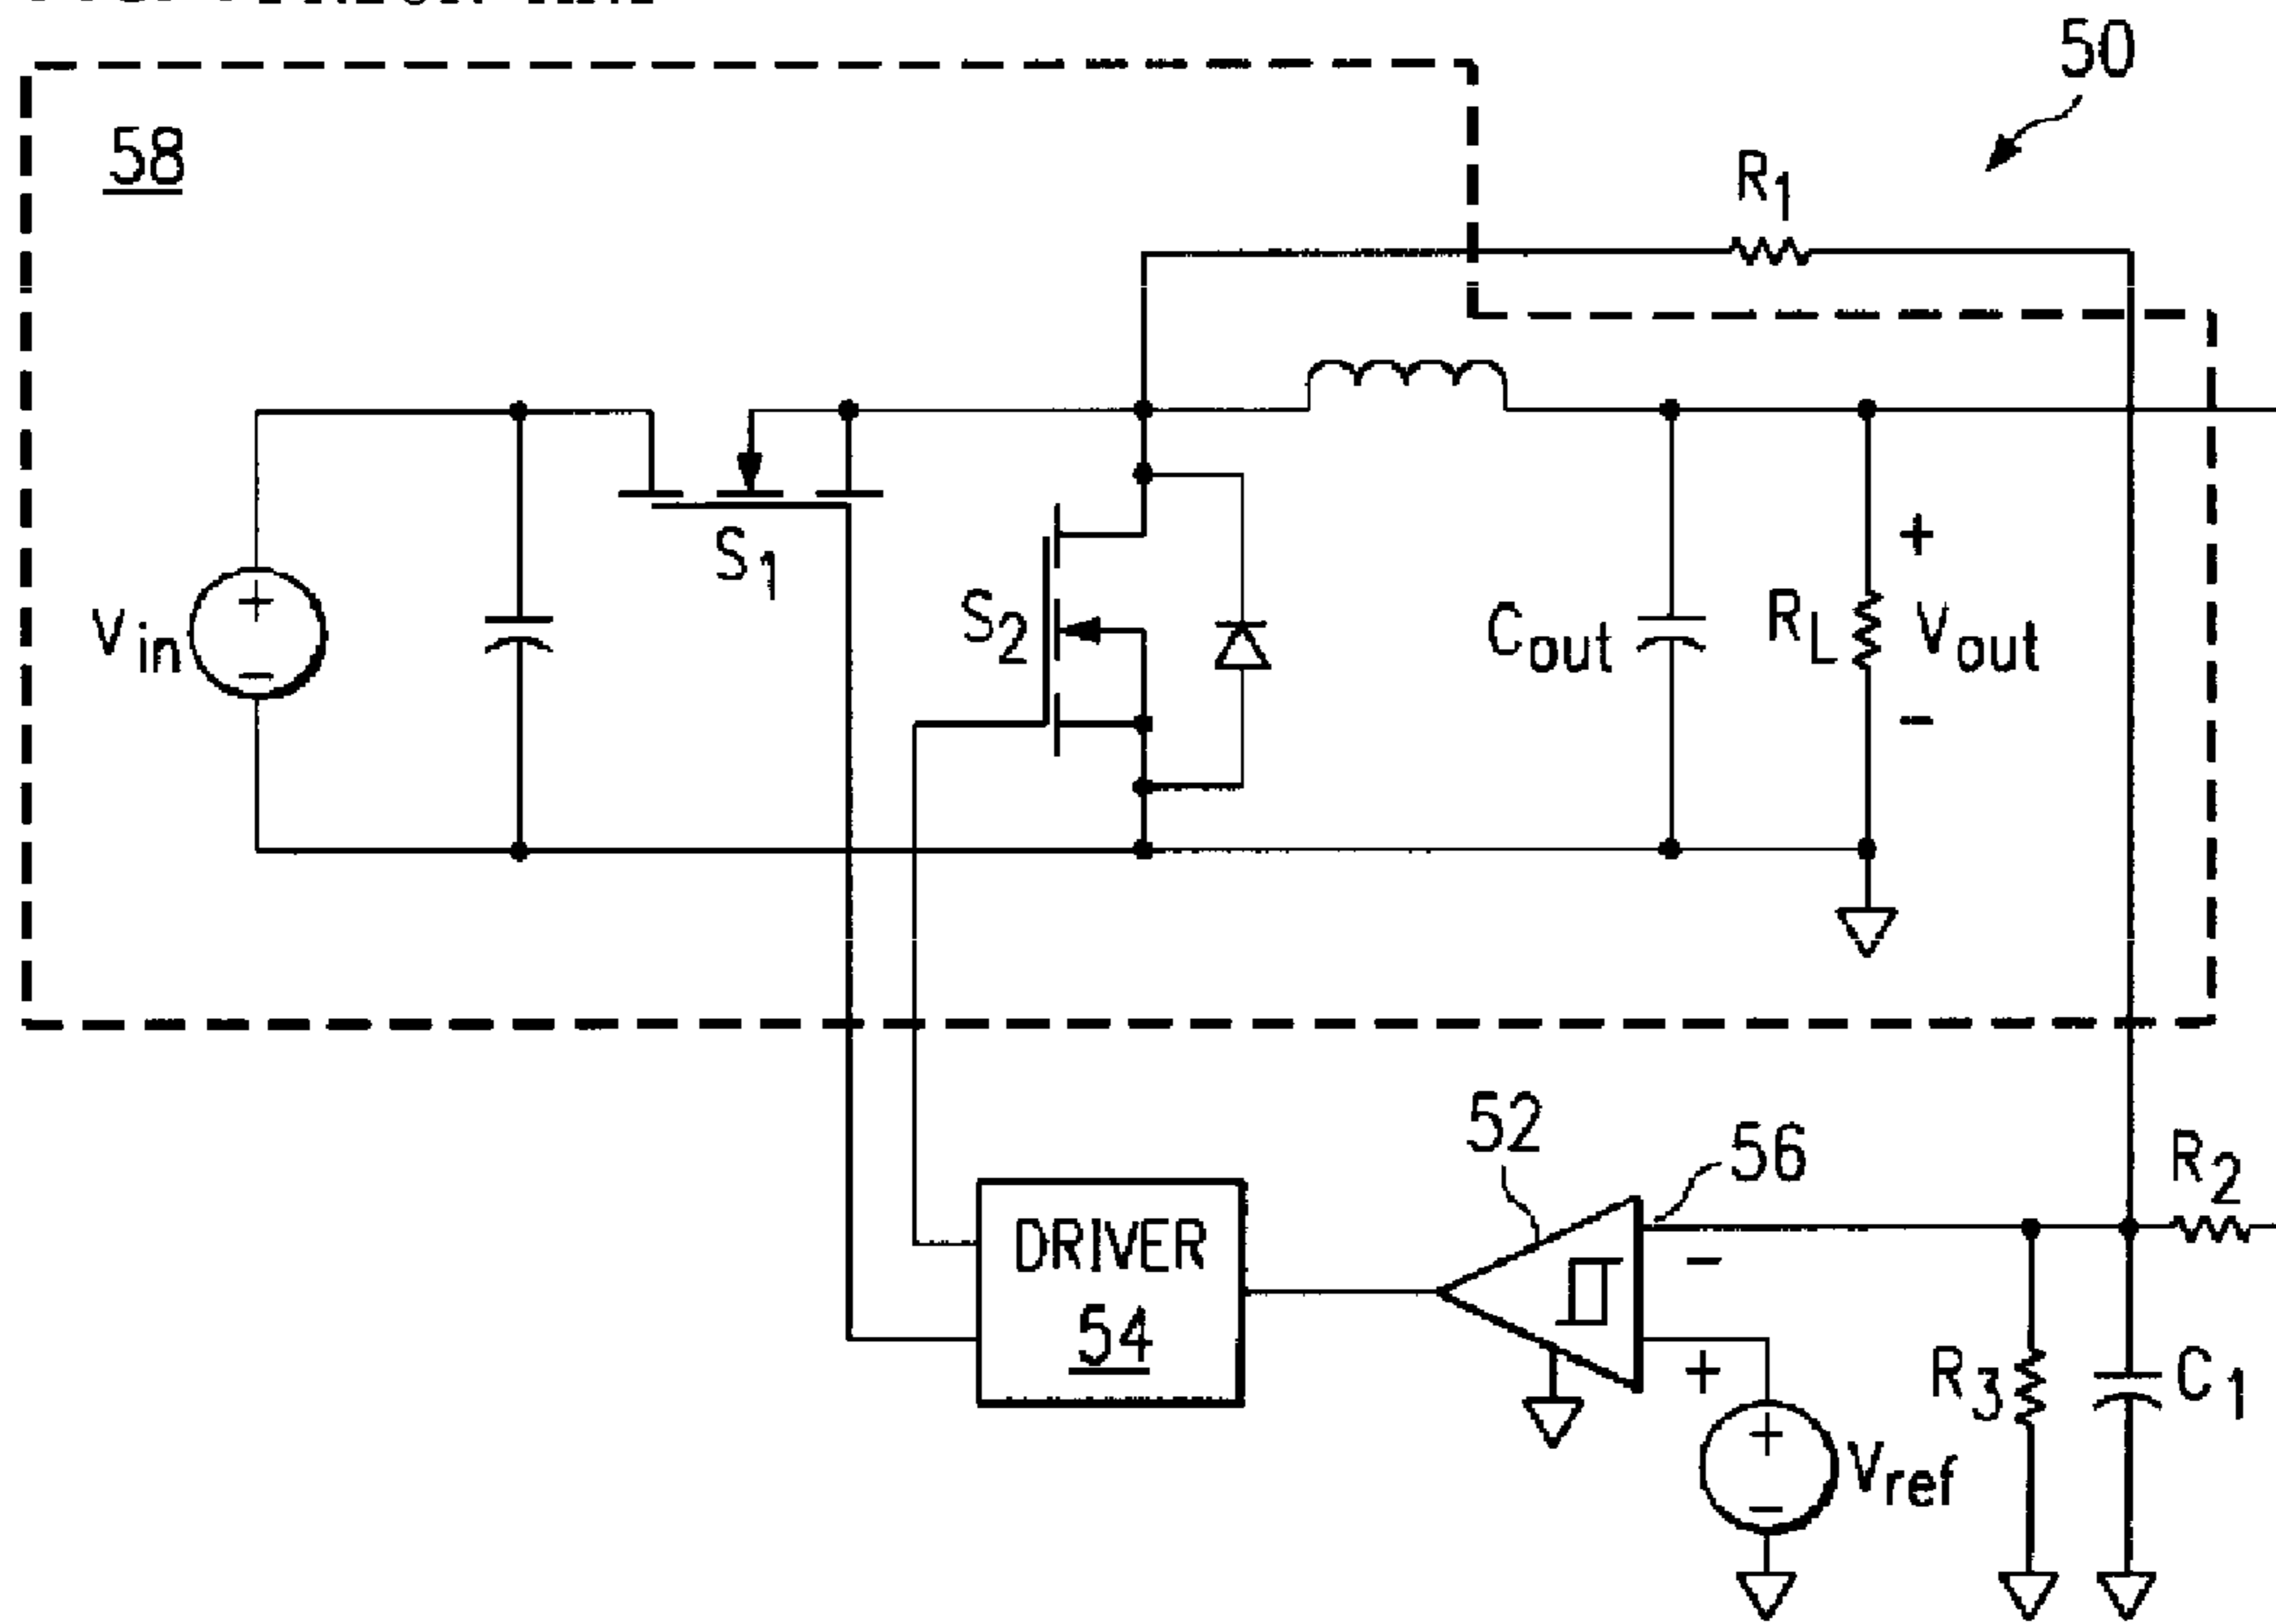 50
58
R1
+
Vin
−
S1
S2
Cout
RL
+
Vout
−
52
56
R2
DRIVER
54
−
+
R3
C1
+
Vref
−